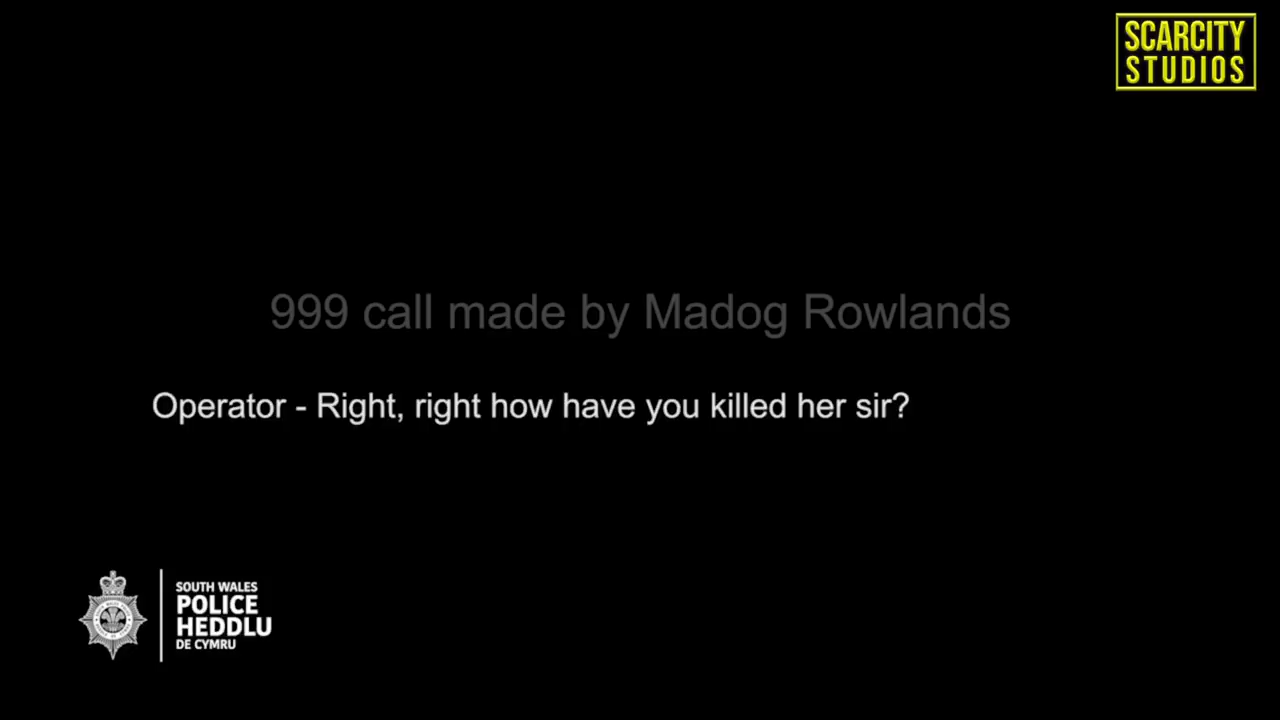 SCARCITY
STUDIOS
999 call made by Madog Rowlands
Operator - Right, right how have you killed her sir?
SOUTH WALES
POLICE
HEDDLU
DE CYMRU